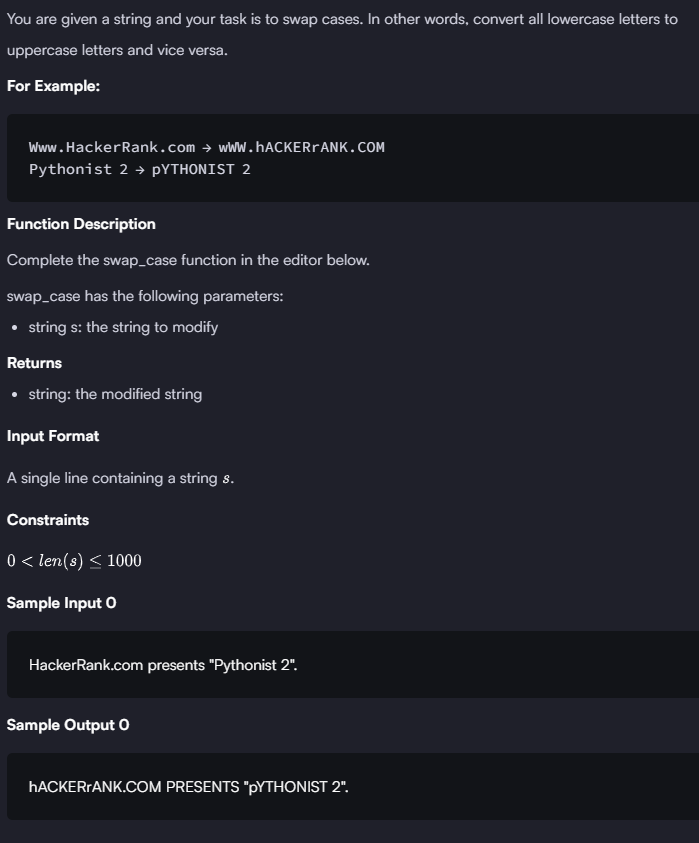 You are given a string and your task is to swap cases. In other words, convert all lowercase letters to
uppercase letters and vice versa.
For Example:
Www.HackerRank.com → wWW.hACKERrANK.COM
Pythonist 2 → pYTHONIST 2
Function Description
Complete the swap_case function in the editor below.
swap_case has the following parameters:
• string s: the string to modify
Returns
• string: the modified string
Input Format
A single line containing a string s.
Constraints
0 < len(s) ≤ 1000
Sample Input 0
HackerRank.com presents "Pythonist 2".
Sample Output 0
hACKERrANK.COM PRESENTS "pYTHONIST 2".